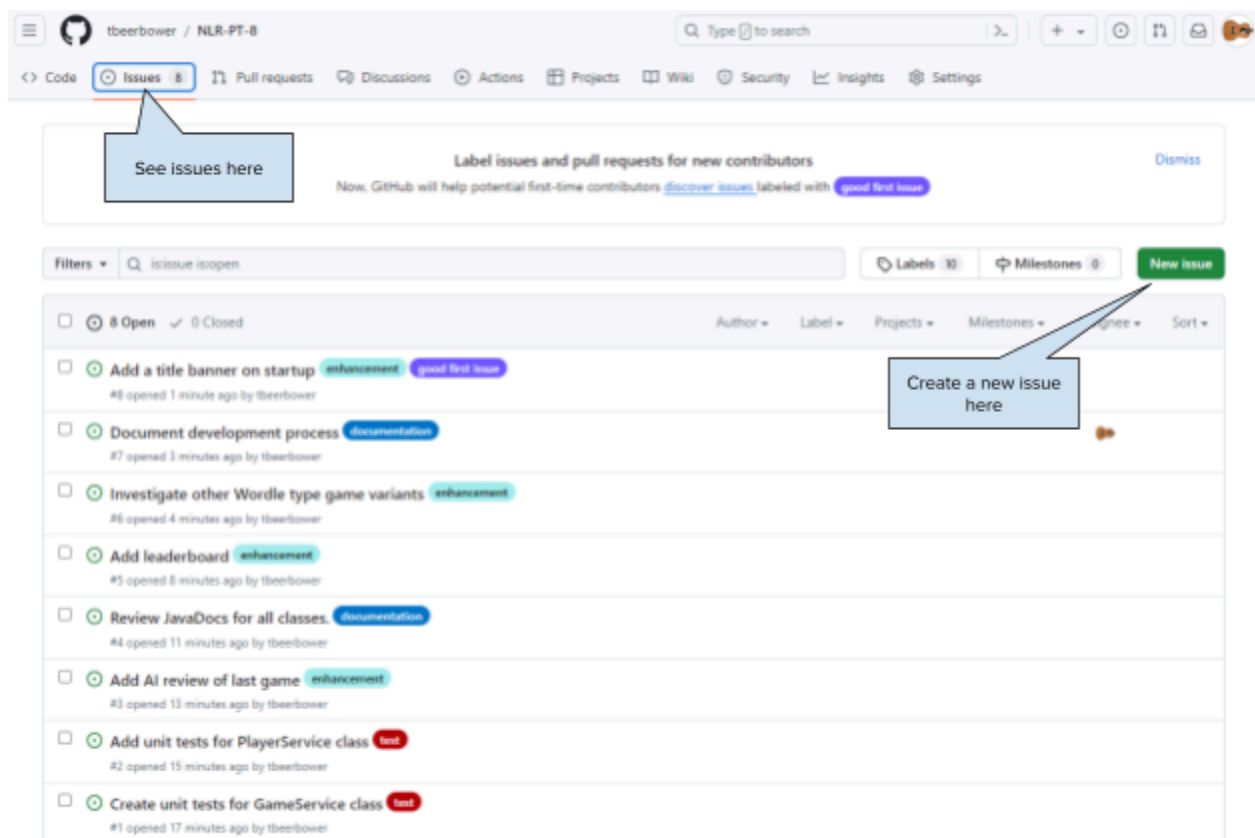 tbeerbower / NLR-PT-8
Type / to search
<> Code Issues 8 Pull requests Discussions Actions Projects Wiki Security Insights Settings
See issues here
Label issues and pull requests for new contributors
Dismiss
Now, GitHub will help potential first-time contributors discover issues labeled with good first issue
Filters is:issue is:open Labels 10 Milestones 0 New issue
8 Open 0 Closed Author Label Projects Milestones Sort
Create a new issue
here
Add a title banner on startup enhancement good first issue
#8 opened 1 minute ago by tbeerbower
Document development process documentation
#7 opened 3 minutes ago by tbeerbower
Investigate other Wordle type game variants enhancement
#6 opened 4 minutes ago by tbeerbower
Add leaderboard enhancement
#5 opened 8 minutes ago by tbeerbower
Review JavaDocs for all classes. documentation
#4 opened 11 minutes ago by tbeerbower
Add AI review of last game enhancement
#3 opened 13 minutes ago by tbeerbower
Add unit tests for PlayerService class test
#2 opened 15 minutes ago by tbeerbower
Create unit tests for GameService class test
#1 opened 17 minutes ago by tbeerbower